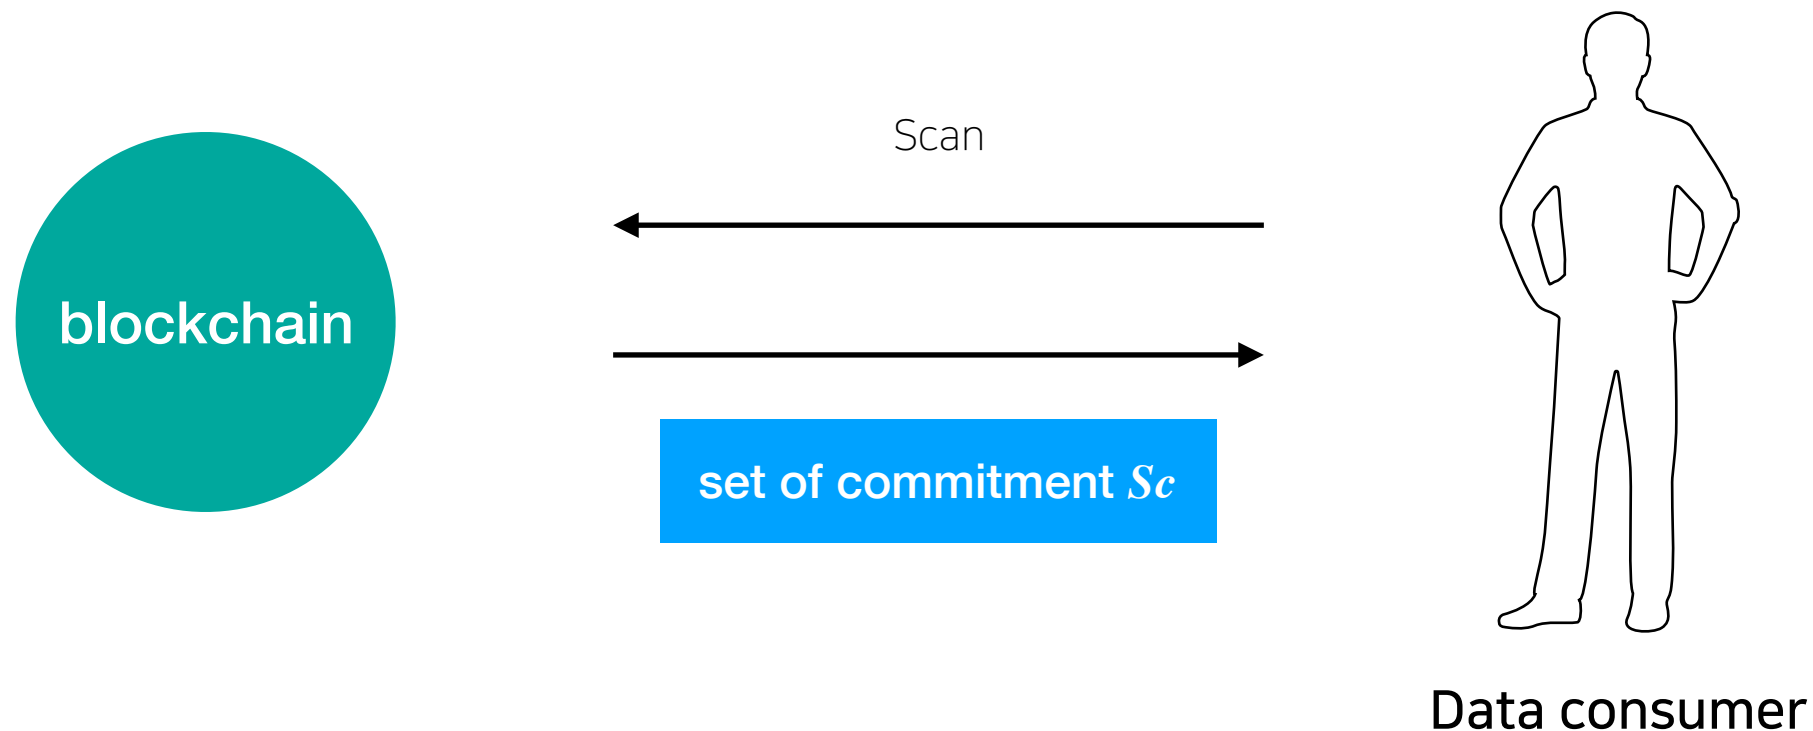 Scan
blockchain
set of commitment Sc
Data consumer